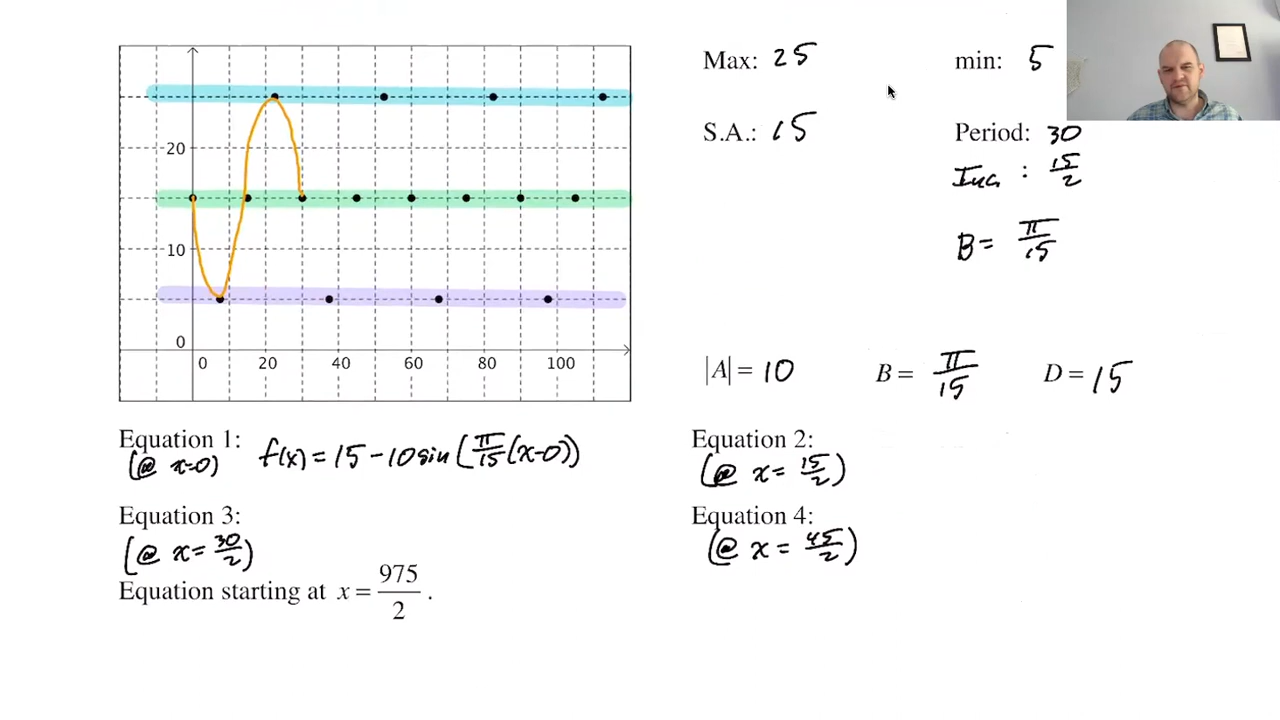 Max: 25
min: 5
S.A.: 15
Period: 30
Inc : 15/2
B = π/15
20
10
0
0 20 40 60 80 100
|A| = 10
B = π/15
D = 15
Equation 1: f(x) = 15 - 10 sin (π/15 (x-0))
(@ x=0)
Equation 2:
(@ x = 15/2)
Equation 3:
(@ x = 30/2)
Equation 4:
(@ x = 45/2)
Equation starting at x = 975/2 .